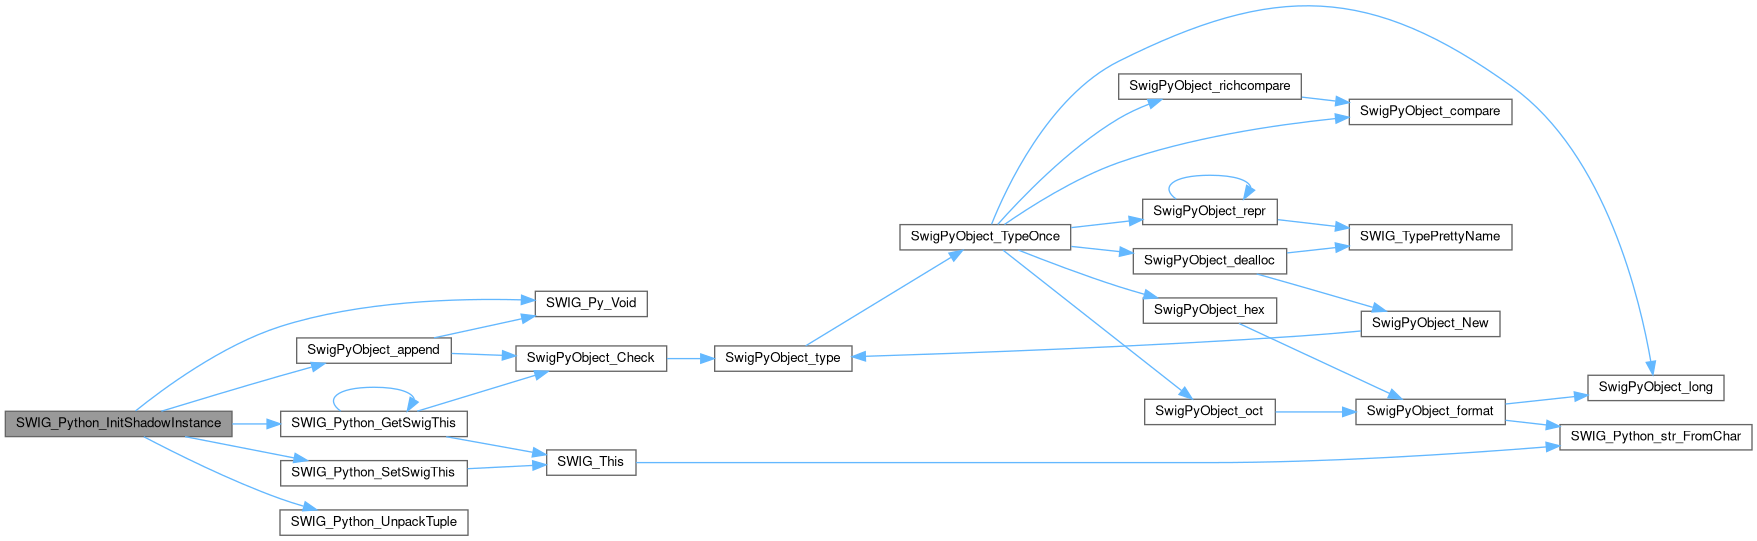 SWIG_Python_InitShadowInstance
SWIG_Py_Void
SwigPyObject_append
SwigPyObject_Check
SWIG_Python_GetSwigThis
SWIG_Python_SetSwigThis
SWIG_This
SWIG_Python_UnpackTuple
SwigPyObject_type
SwigPyObject_TypeOnce
SwigPyObject_richcompare
SwigPyObject_compare
SwigPyObject_repr
SWIG_TypePrettyName
SwigPyObject_dealloc
SwigPyObject_hex
SwigPyObject_New
SwigPyObject_oct
SwigPyObject_format
SwigPyObject_long
SWIG_Python_str_FromChar